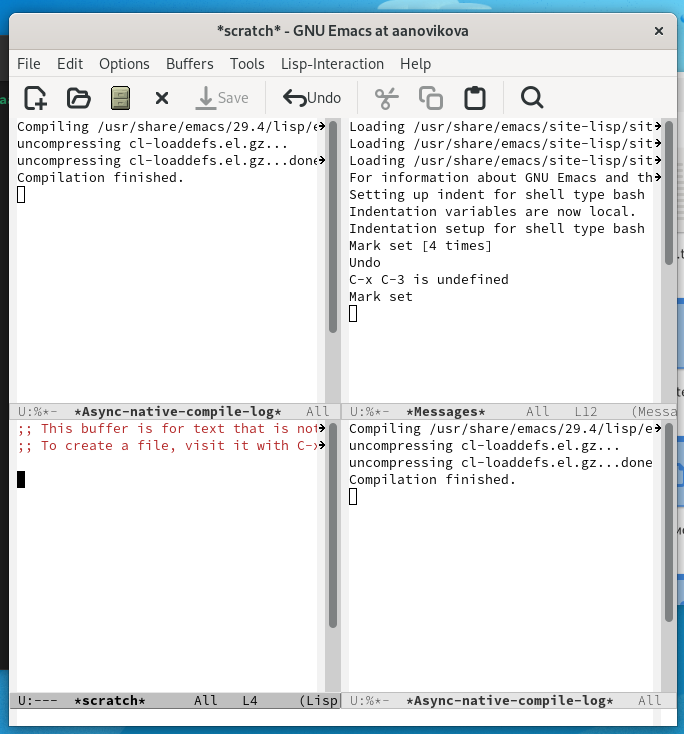 *scratch* - GNU Emacs at aanovikova
File Edit Options Buffers Tools Lisp-Interaction Help
Save Undo
Compiling /usr/share/emacs/29.4/lisp/e
uncompressing cl-loaddefs.el.gz...
uncompressing cl-loaddefs.el.gz...done
Compilation finished.
U:%*- *Async-native-compile-log* All
Loading /usr/share/emacs/site-lisp/sit
Loading /usr/share/emacs/site-lisp/sit
Loading /usr/share/emacs/site-lisp/sit
For information about GNU Emacs and th
Setting up indent for shell type bash
Indentation variables are now local.
Indentation setup for shell type bash
Mark set [4 times]
Undo
C-x C-3 is undefined
Mark set
U:%*- *Messages* All L12 (Messa
;; This buffer is for text that is not
;; To create a file, visit it with C-x
U:--- *scratch* All L4 (Lisp
Compiling /usr/share/emacs/29.4/lisp/e
uncompressing cl-loaddefs.el.gz...
uncompressing cl-loaddefs.el.gz...done
Compilation finished.
U:%*- *Async-native-compile-log* All